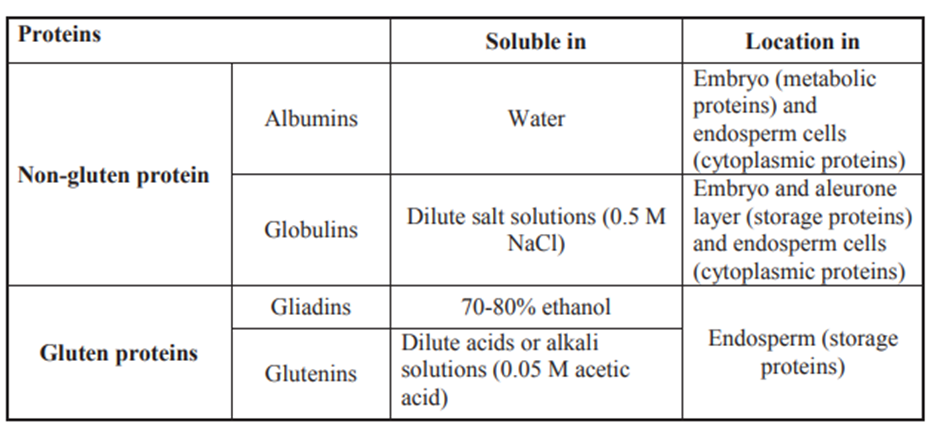 Proteins
Soluble in
Location in
Non-gluten protein
Albumins
Water
Embryo (metabolic
proteins) and
endosperm cells
(cytoplasmic proteins)
Globulins
Dilute salt solutions (0.5 M
NaCl)
Embryo and aleurone
layer (storage proteins)
and endosperm cells
(cytoplasmic proteins)
Gluten proteins
Gliadins
70-80% ethanol
Endosperm (storage
proteins)
Glutenins
Dilute acids or alkali
solutions (0.05 M acetic
acid)